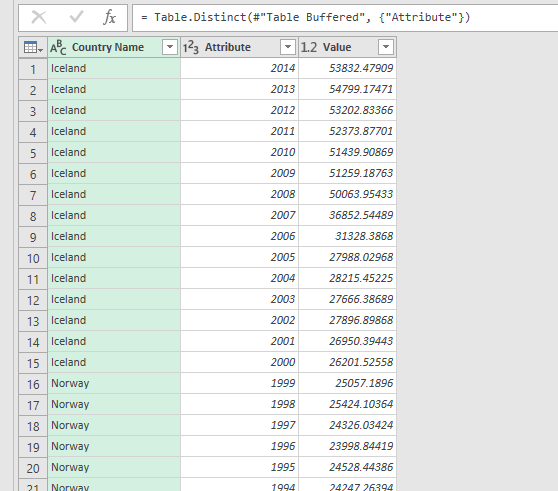 = Table.Distinct(#"Table Buffered", {"Attribute"})
ABC Country Name 123 Attribute 1.2 Value
1 Iceland 2014 53832.47909
2 Iceland 2013 54799.17471
3 Iceland 2012 53202.83366
4 Iceland 2011 52373.87701
5 Iceland 2010 51439.90869
6 Iceland 2009 51259.18763
7 Iceland 2008 50063.95433
8 Iceland 2007 36852.54489
9 Iceland 2006 31328.3868
10 Iceland 2005 27988.02968
11 Iceland 2004 28215.45225
12 Iceland 2003 27666.38689
13 Iceland 2002 27896.89868
14 Iceland 2001 26950.39443
15 Iceland 2000 26201.52558
16 Norway 1999 25057.1896
17 Norway 1998 25424.10364
18 Norway 1997 24326.03424
19 Norway 1996 23998.84419
20 Norway 1995 24528.44386
21 Norway 1994 24247.26394